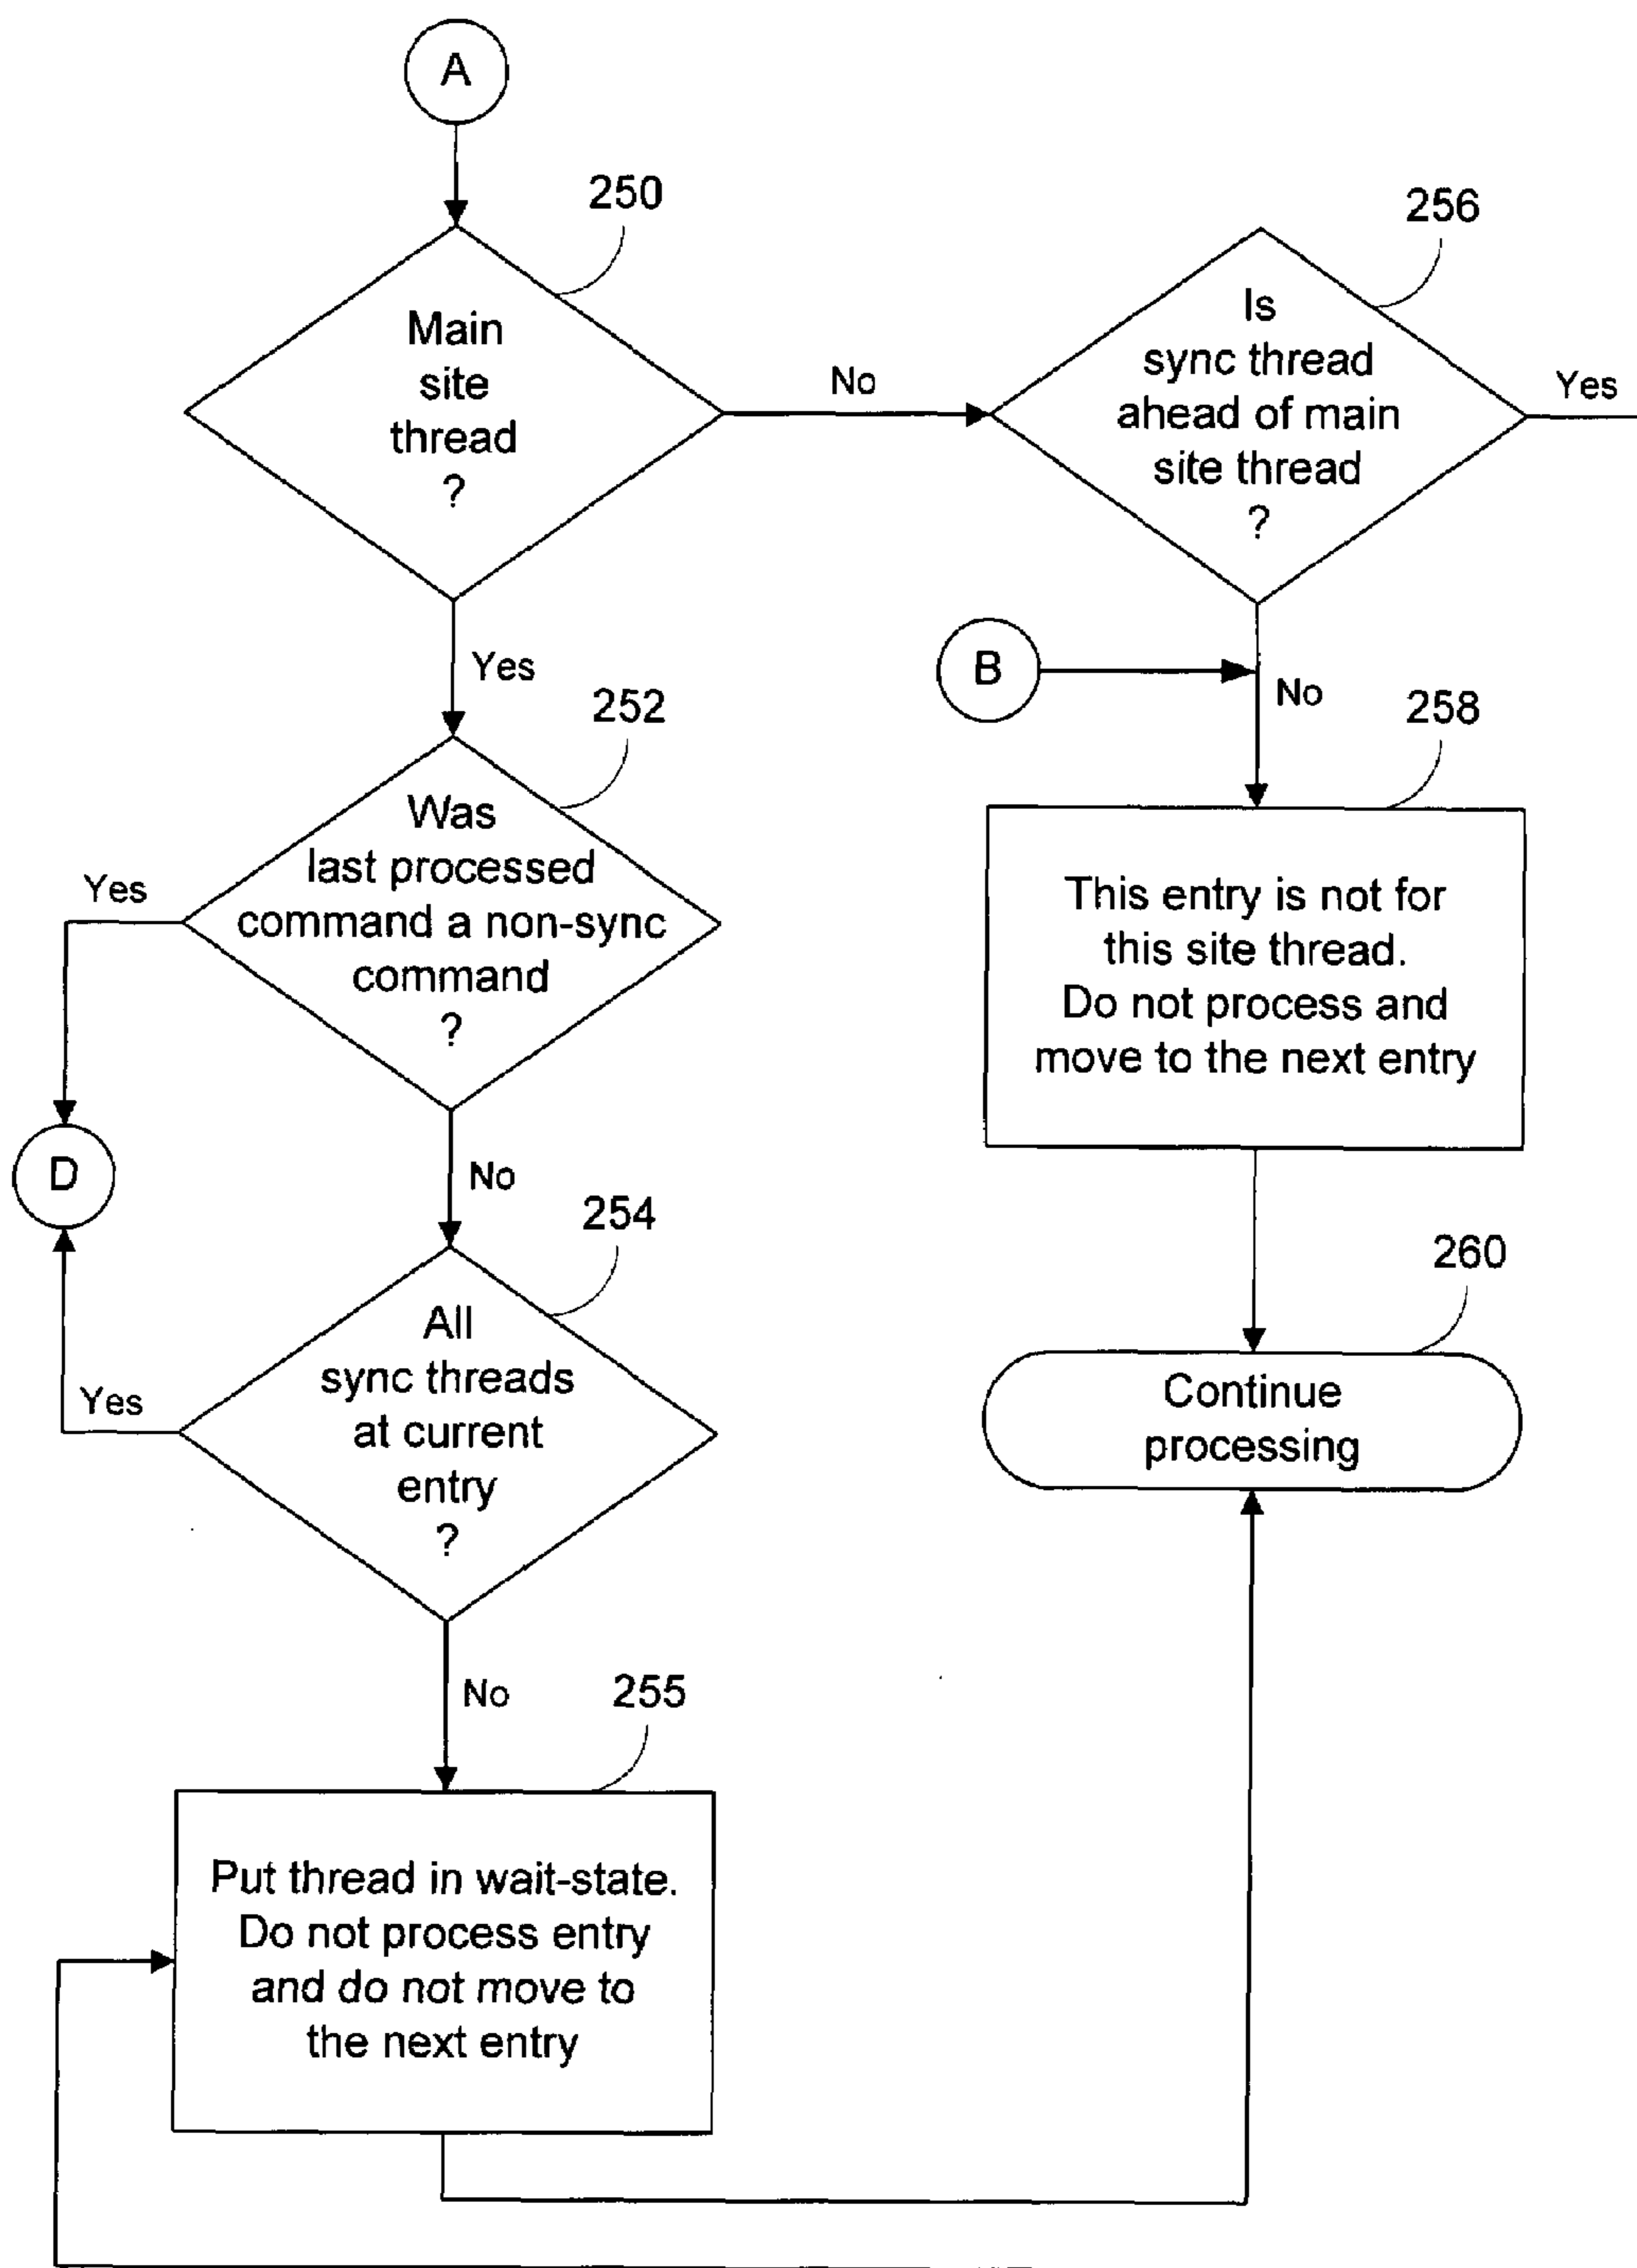 A
250
Main
site
thread
?
No
256
Is
sync thread
ahead of main
site thread
?
Yes
Yes
B
No
252
Was
last processed
command a non-sync
command
?
Yes
258
This entry is not for
this site thread.
Do not process and
move to the next entry
D
No
254
All
sync threads
at current
entry
?
Yes
260
Continue
processing
No
255
Put thread in wait-state.
Do not process entry
and do not move to
the next entry